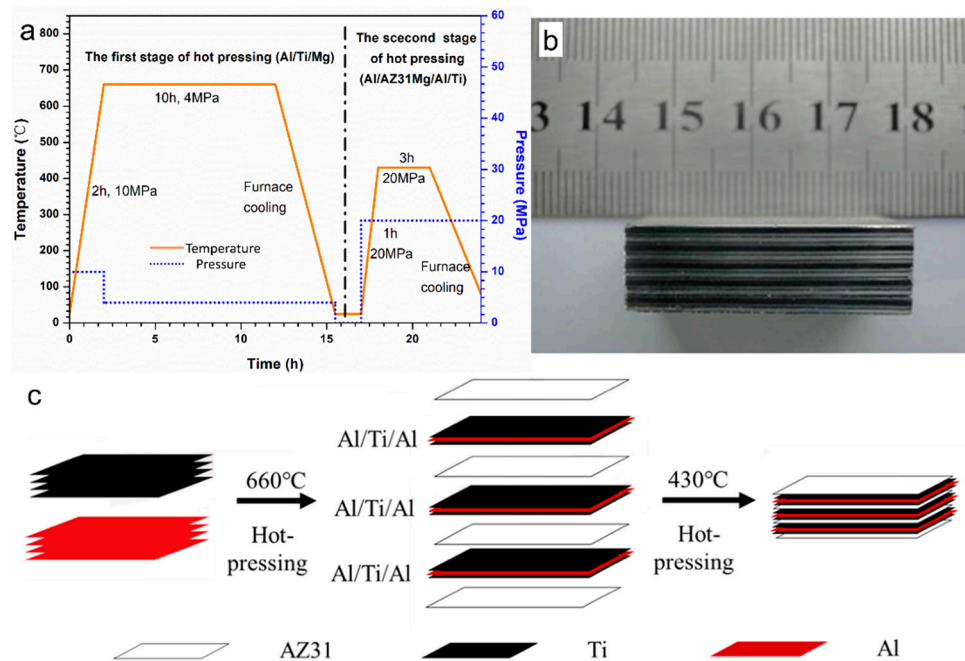 a
The first stage of hot pressing (Al/Ti/Mg)
The scecond stage
of hot pressing
(Al/AZ31Mg/Al/Ti)
10h, 4MPa
2h, 10MPa
Furnace
cooling
Temperature
Pressure
3h
20MPa
1h
20MPa
Furnace
cooling
Temperature (℃)
800
700
600
500
400
300
200
100
0
Pressure (MPa)
60
50
40
30
20
10
0
0
5
10
15
20
Time (h)
b
3 14 15 16 17 18
c
660℃
Hot-
pressing
Al/Ti/Al
Al/Ti/Al
Al/Ti/Al
430℃
Hot-
pressing
AZ31
Ti
Al